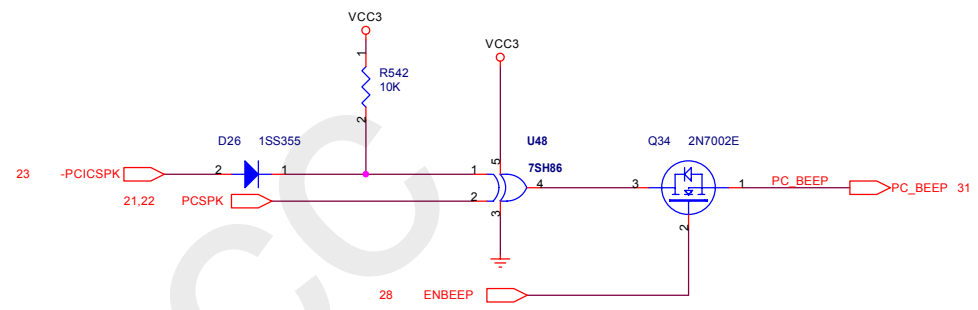 VCC3
1
R542
10K
2
VCC3
D26 1SS355
U48
7SH86
5
Q34 2N7002E
23 -PCICSPK 2 1 1
4 3 1 PC_BEEP PC_BEEP 31
21,22 PCSPK 2
3
2
28 ENBEEP
CC